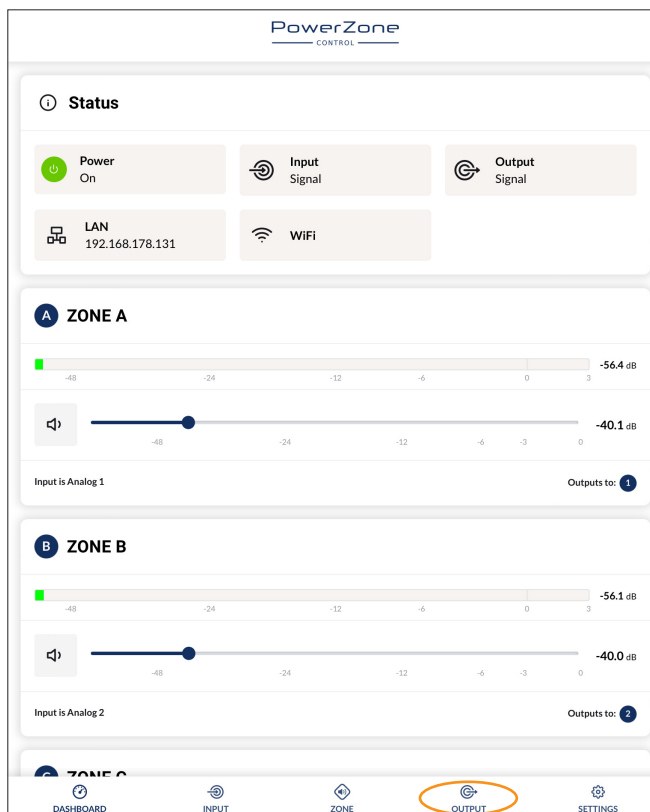 PowerZone
CONTROL
Status
Power
On
Input
Signal
Output
Signal
LAN
192.168.178.131
WiFi
A ZONE A
-56.4 dB
-48 -24 -12 -6 0 3
-40.1 dB
-48 -24 -12 -6 -3 0
Input is Analog 1 Outputs to: 1
B ZONE B
-56.1 dB
-48 -24 -12 -6 0 3
-40.0 dB
-48 -24 -12 -6 -3 0
Input is Analog 2 Outputs to: 2
C ZONE C
DASHBOARD INPUT ZONE OUTPUT SETTINGS